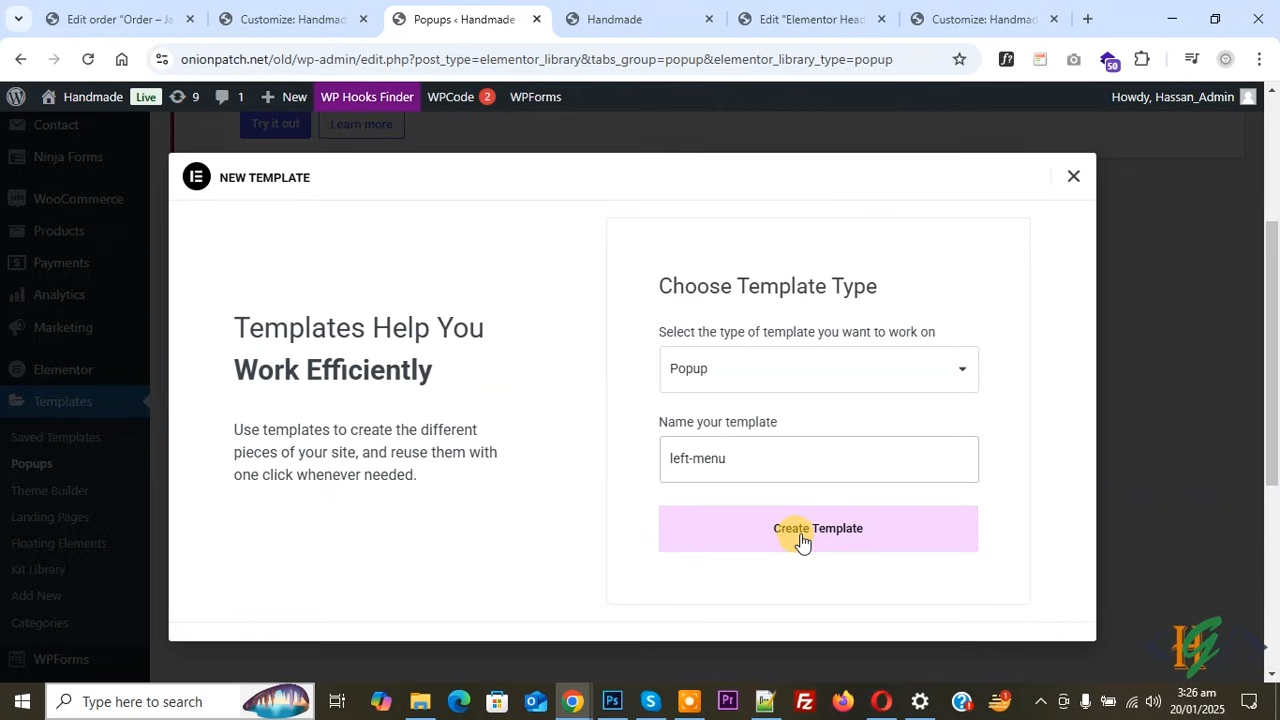 Edit order "Order – Ja
Customize: Handmad
Popups ‹ Handmade
Handmade
Edit "Elementor Head
Customize: Handmad
onionpatch.net/old/wp-admin/edit.php?post_type=elementor_library&tabs_group=popup&elementor_library_type=popup
50
Handmade
Live
9
1
New
WP Hooks Finder
WPCode
2
WPForms
Howdy, Hassan_Admin
Contact
Ninja Forms
WooCommerce
Products
Payments
Analytics
Marketing
Elementor
Templates
Saved Templates
Popups
Theme Builder
Landing Pages
Floating Elements
Kit Library
Add New
Categories
WPForms
Try it out
Learn more
NEW TEMPLATE
Templates Help You
Work Efficiently
Use templates to create the different
pieces of your site, and reuse them with
one click whenever needed.
Choose Template Type
Select the type of template you want to work on
Popup
Name your template
left-menu
Create Template
HG
Type here to search
1
3:26 am
20/01/2025